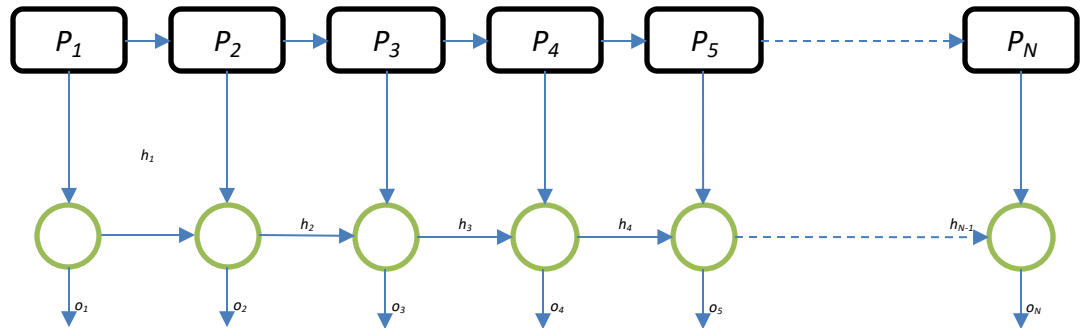 P1 P2 P3 P4 P5 PN
h1
h2 h3 h4 hN-1
o1 o2 o3 o4 o5 oN